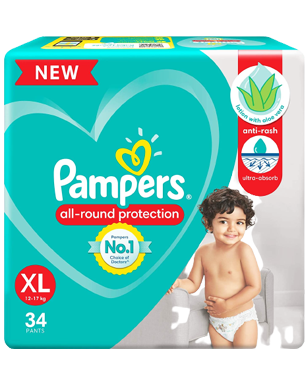 NEW
lotion with aloe vera
anti-rash
ultra-absorb
Pampers
all-round protection
Pampers
No.1
Choice of
Doctors*
XL
12-17 kg
34
PANTS